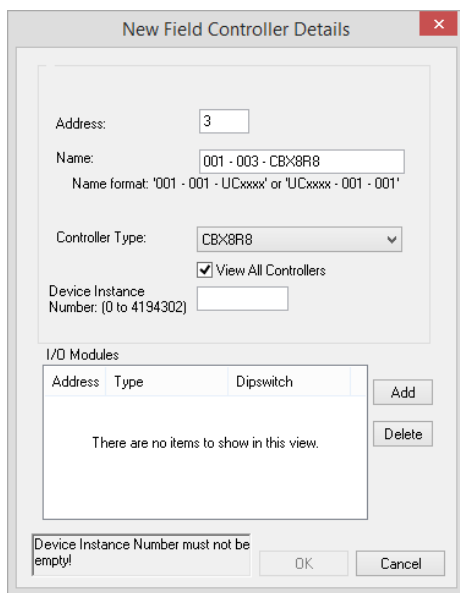 New Field Controller Details
Address:
3
Name:
001 - 003 - CBX8R8
Name format: '001 - 001 - UCxxxx' or 'UCxxxx - 001 - 001'
Controller Type:
CBX8R8
View All Controllers
Device Instance
Number: (0 to 4194302)
I/O Modules
Address Type Dipswitch
There are no items to show in this view.
Add
Delete
Device Instance Number must not be
empty!
OK
Cancel